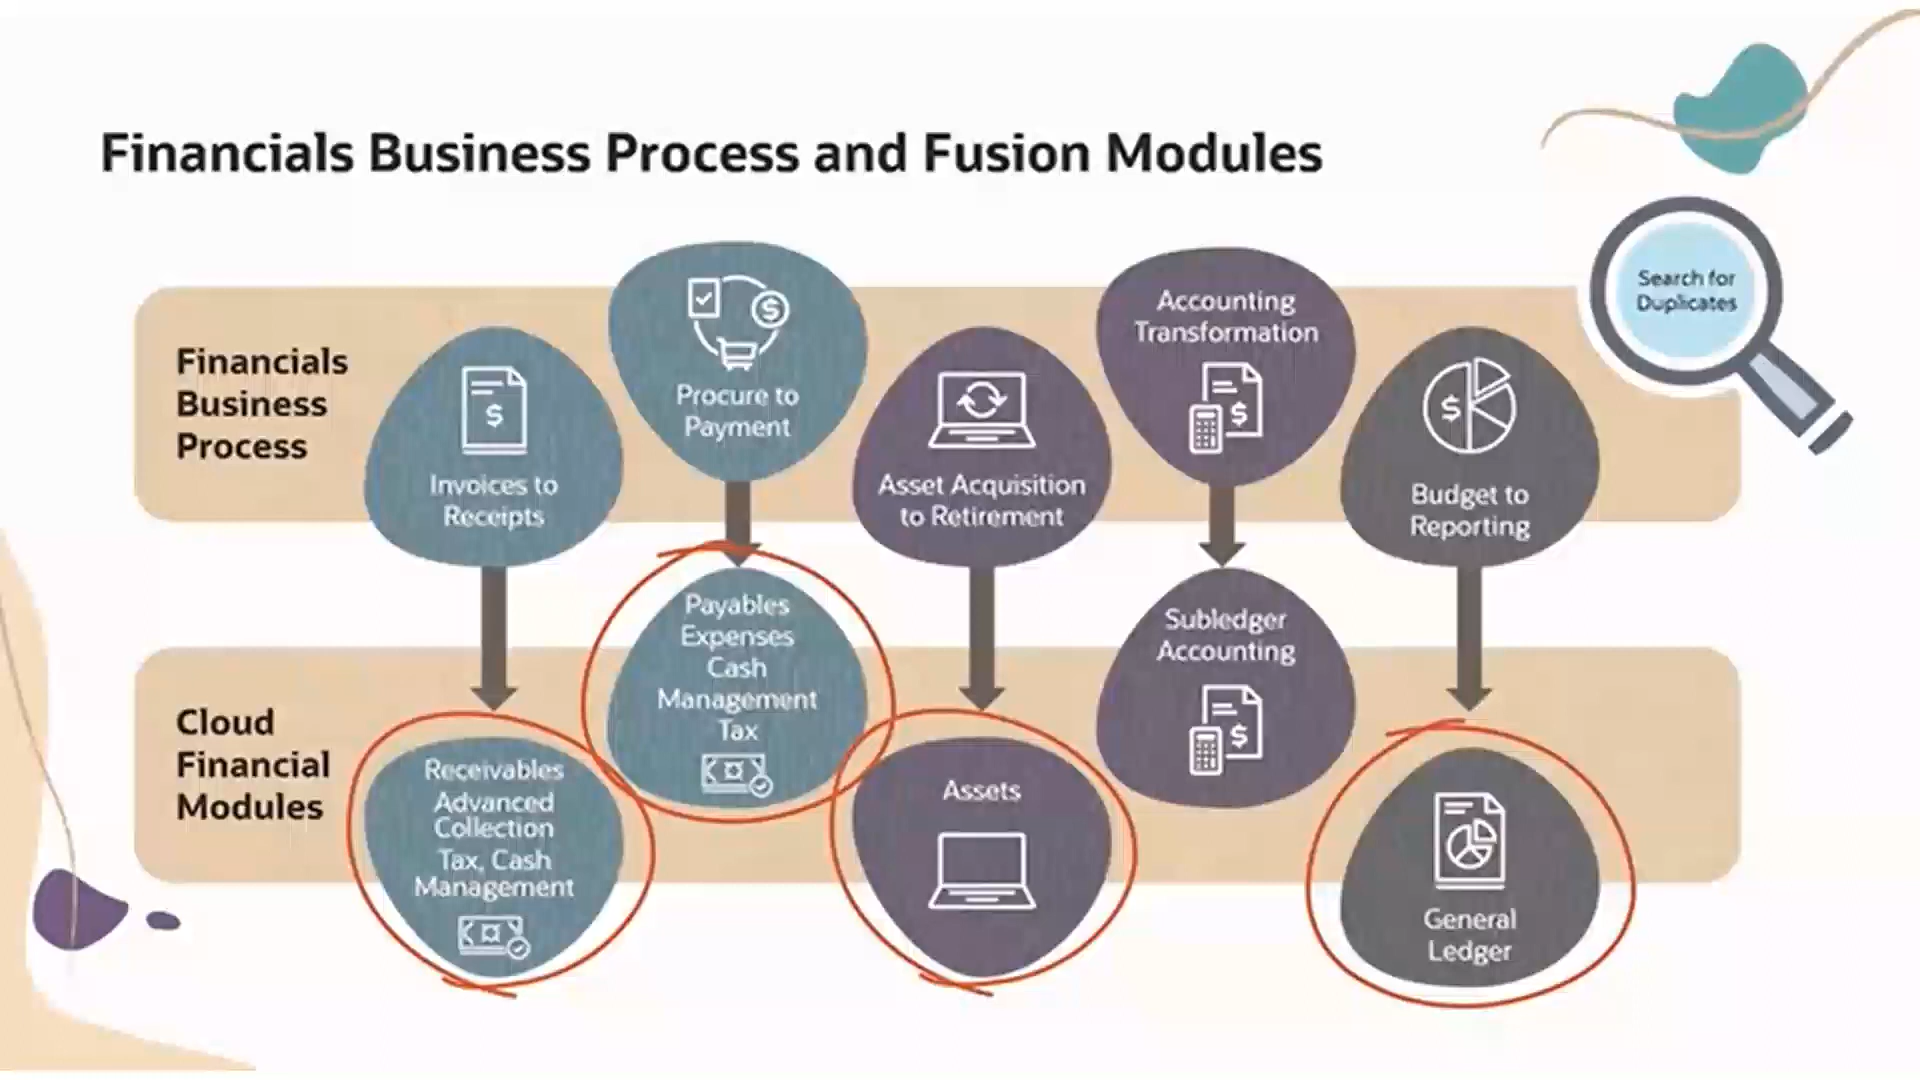 Financials Business Process and Fusion Modules
Search for
Duplicates
Financials
Business
Process
Invoices to
Receipts
Procure to
Payment
Asset Acquisition
to Retirement
Accounting
Transformation
Budget to
Reporting
Cloud
Financial
Modules
Receivables
Advanced
Collection
Tax, Cash
Management
Payables
Expenses
Cash
Management
Tax
Assets
Subledger
Accounting
General
Ledger